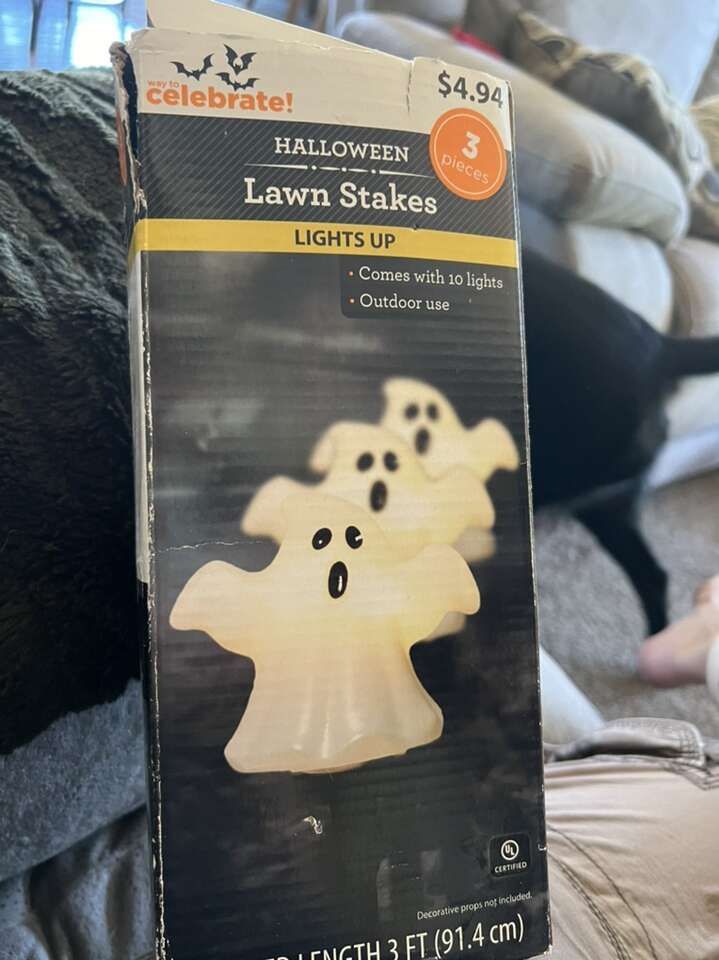 way to
celebrate!
$4.94
3
pieces
HALLOWEEN
Lawn Stakes
LIGHTS UP
• Comes with 10 lights
• Outdoor use
UL
CERTIFIED
Decorative props not included.
LENGTH 3 FT (91.4 cm)